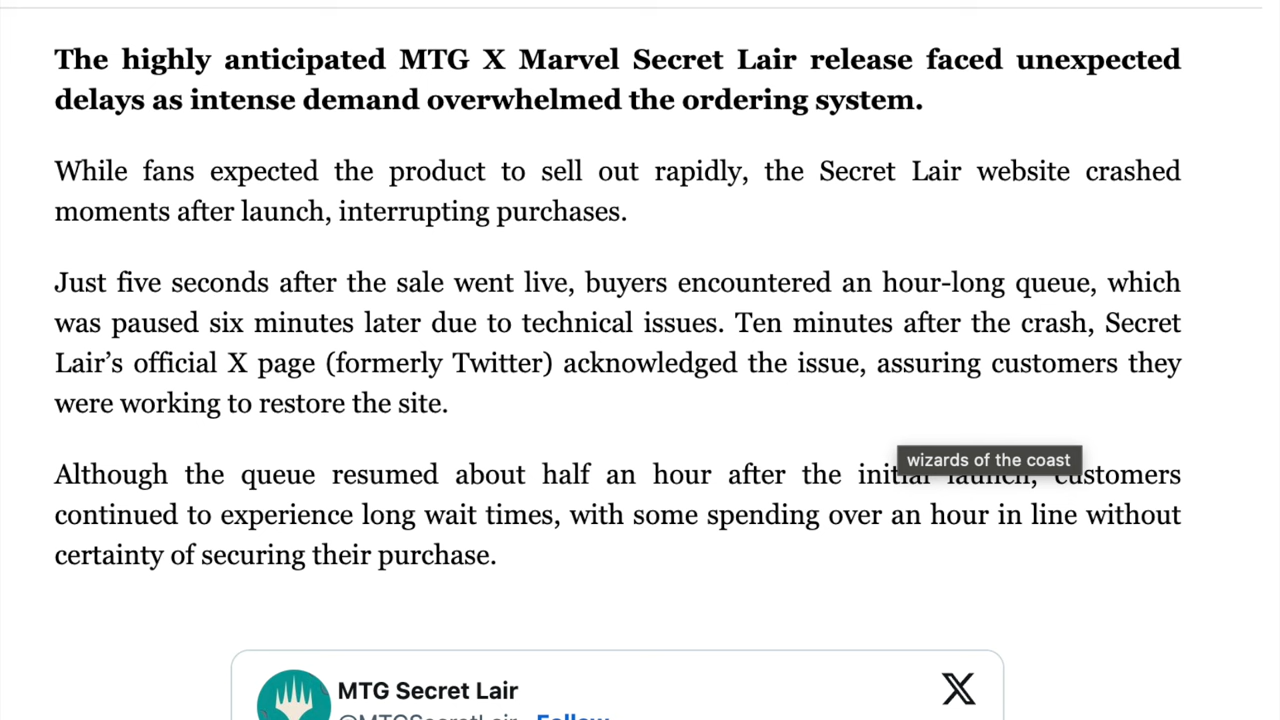 The highly anticipated MTG X Marvel Secret Lair release faced unexpected
delays as intense demand overwhelmed the ordering system.
While fans expected the product to sell out rapidly, the Secret Lair website crashed
moments after launch, interrupting purchases.
Just five seconds after the sale went live, buyers encountered an hour-long queue, which
was paused six minutes later due to technical issues. Ten minutes after the crash, Secret
Lair’s official X page (formerly Twitter) acknowledged the issue, assuring customers they
were working to restore the site.
wizards of the coast
Although the queue resumed about half an hour after the initial launch, customers
continued to experience long wait times, with some spending over an hour in line without
certainty of securing their purchase.
MTG Secret Lair
@MTGSecretLair · Follow